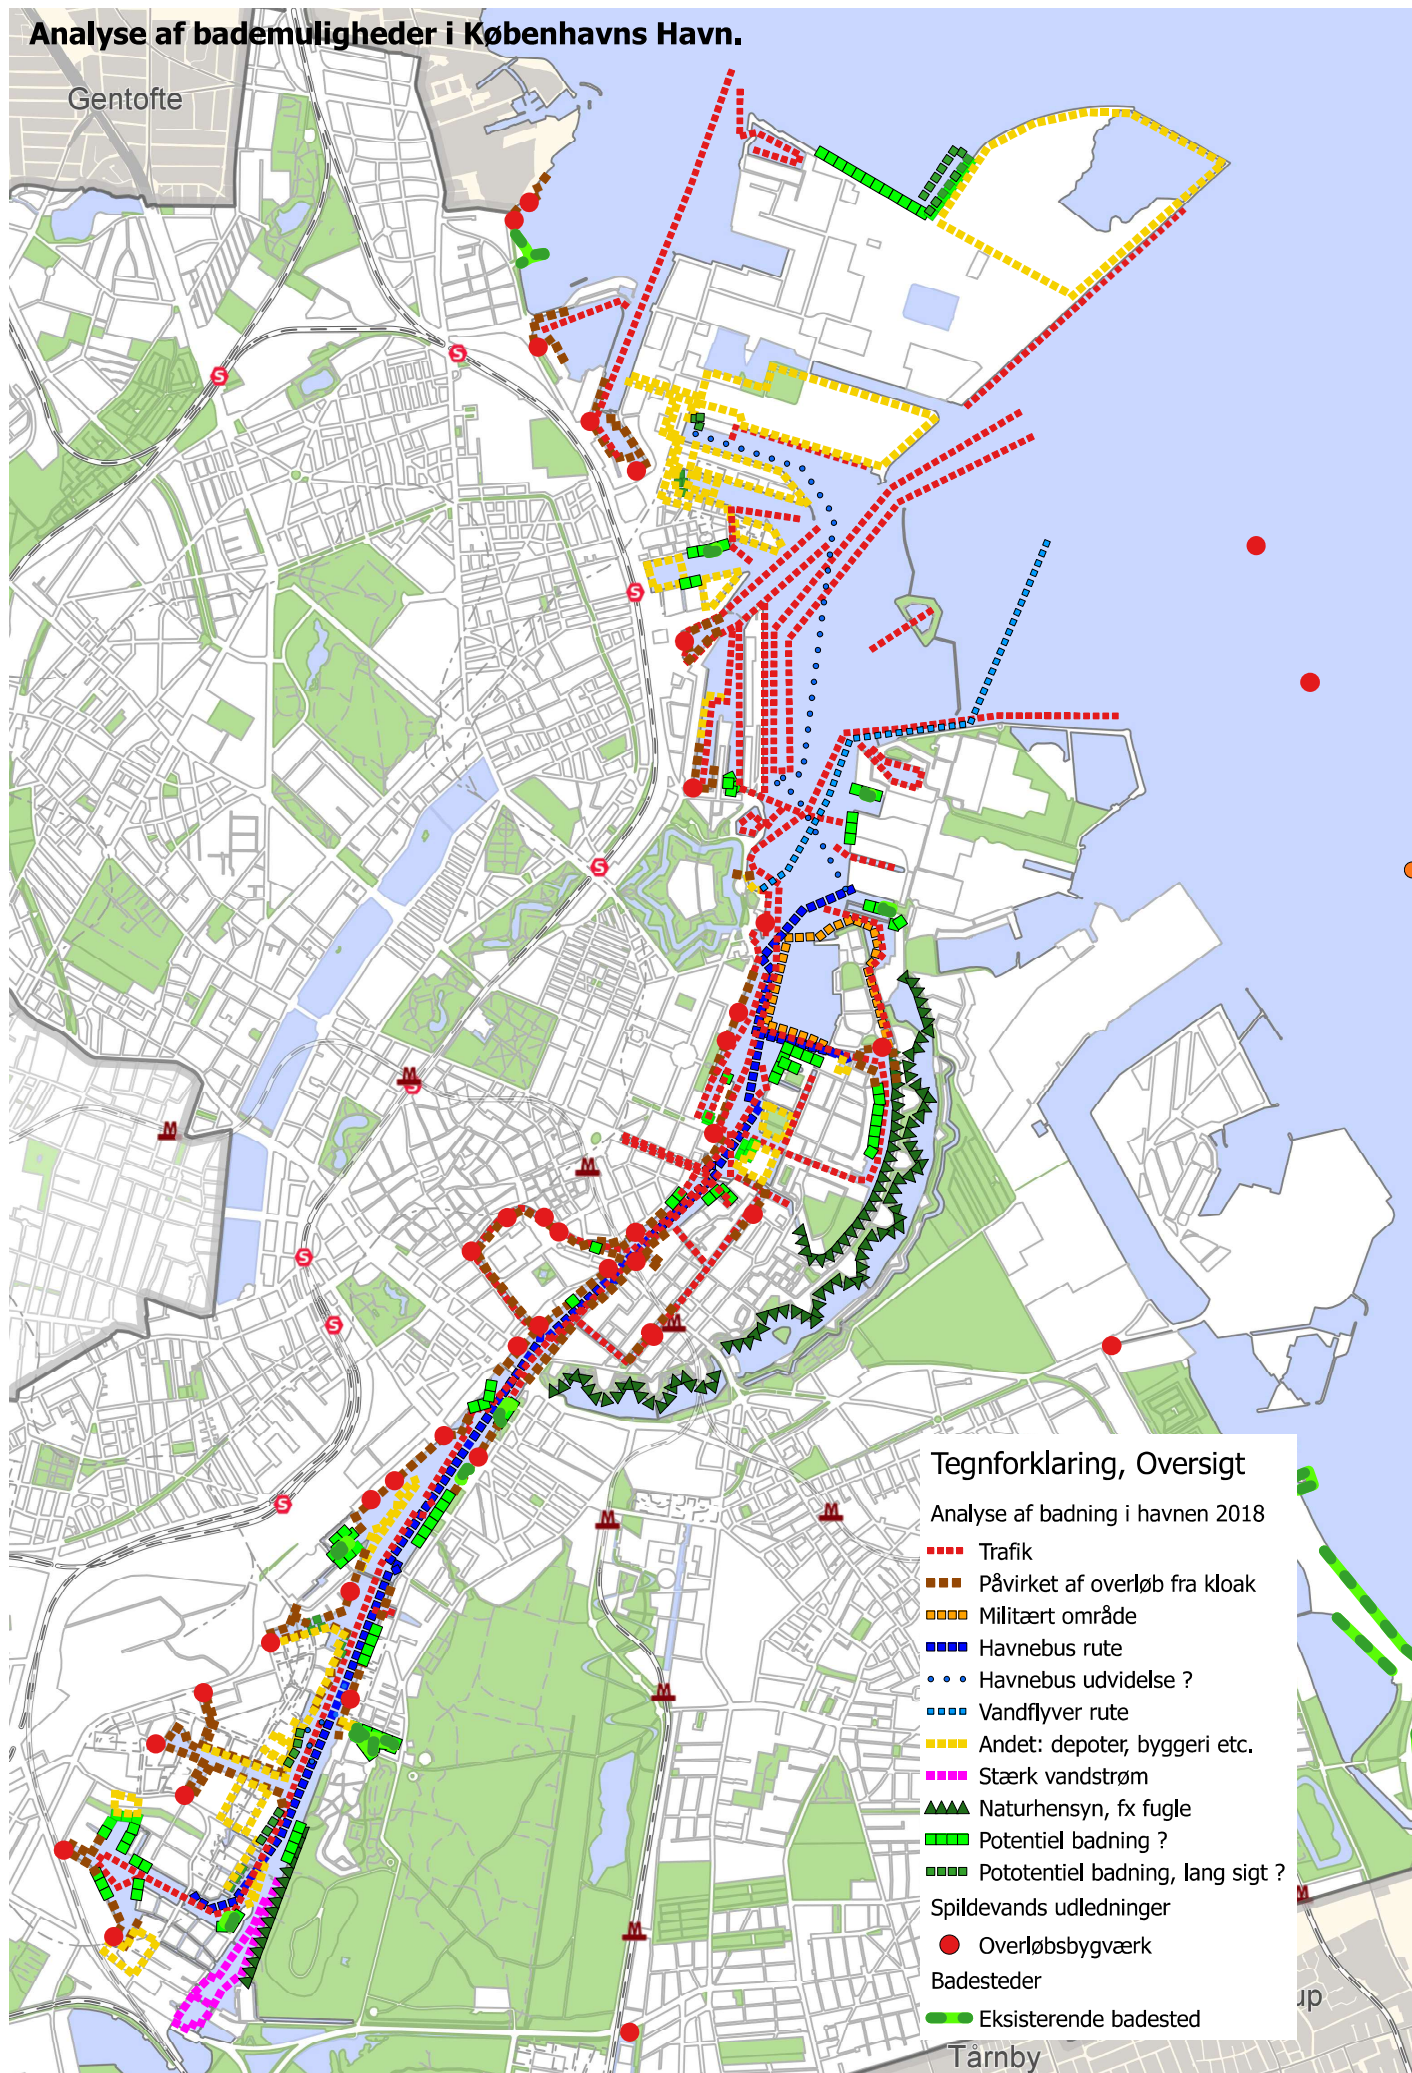 Analyse af bademuligheder i Københavns Havn.
Gentofte
S
S
S
S
M
S
M
M
S
S
M
S
M
M
M
M
M
Tegnforklaring, Oversigt
Analyse af badning i havnen 2018
Trafik
Påvirket af overløb fra kloak
Militært område
Havnebus rute
Havnebus udvidelse ?
Vandflyver rute
Andet: depoter, byggeri etc.
Stærk vandstrøm
Naturhensyn, fx fugle
Potentiel badning ?
Pototentiel badning, lang sigt ?
Spildevands udledninger
Overløbsbygværk
Badesteder
Eksisterende badested
up
Tårnby